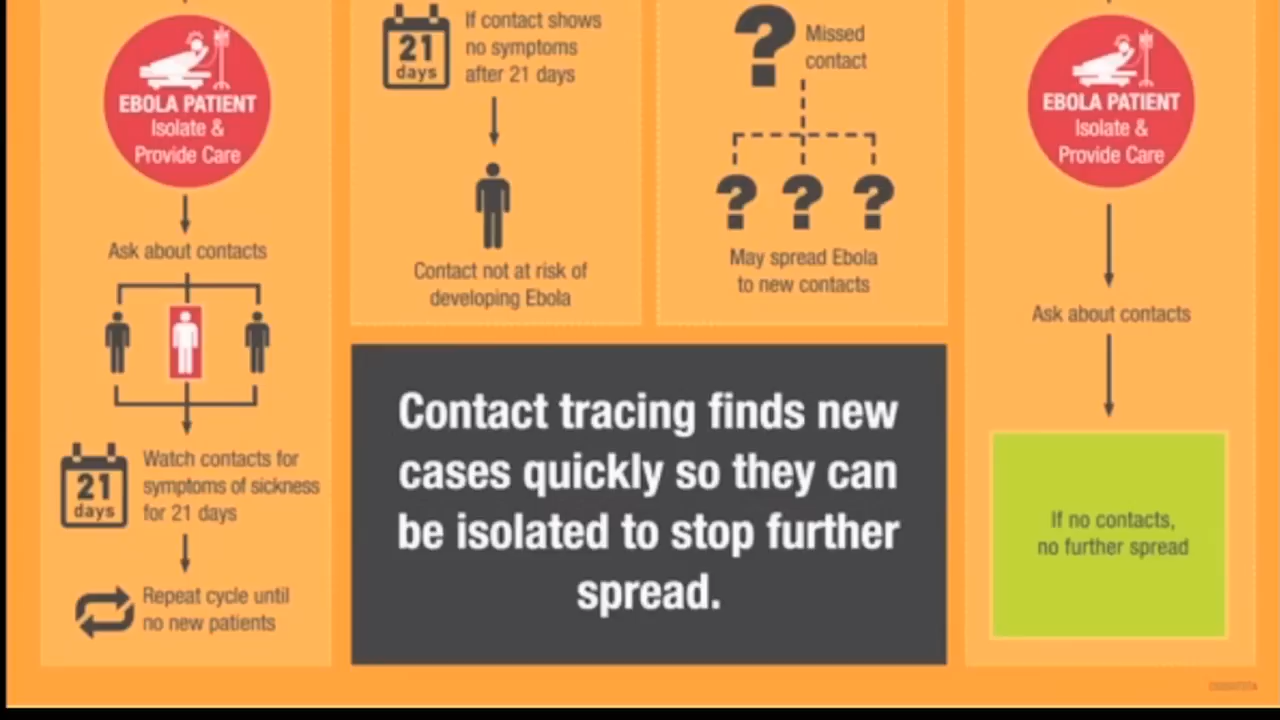 EBOLA PATIENT
Isolate &
Provide Care
Ask about contacts
21
days
Watch contacts for
symptoms of sickness
for 21 days
Repeat cycle until
no new patients
21
days
If contact shows
no symptoms
after 21 days
Contact not at risk of
developing Ebola
?
Missed
contact
? ? ?
May spread Ebola
to new contacts
Contact tracing finds new
cases quickly so they can
be isolated to stop further
spread.
EBOLA PATIENT
Isolate &
Provide Care
Ask about contacts
If no contacts,
no further spread